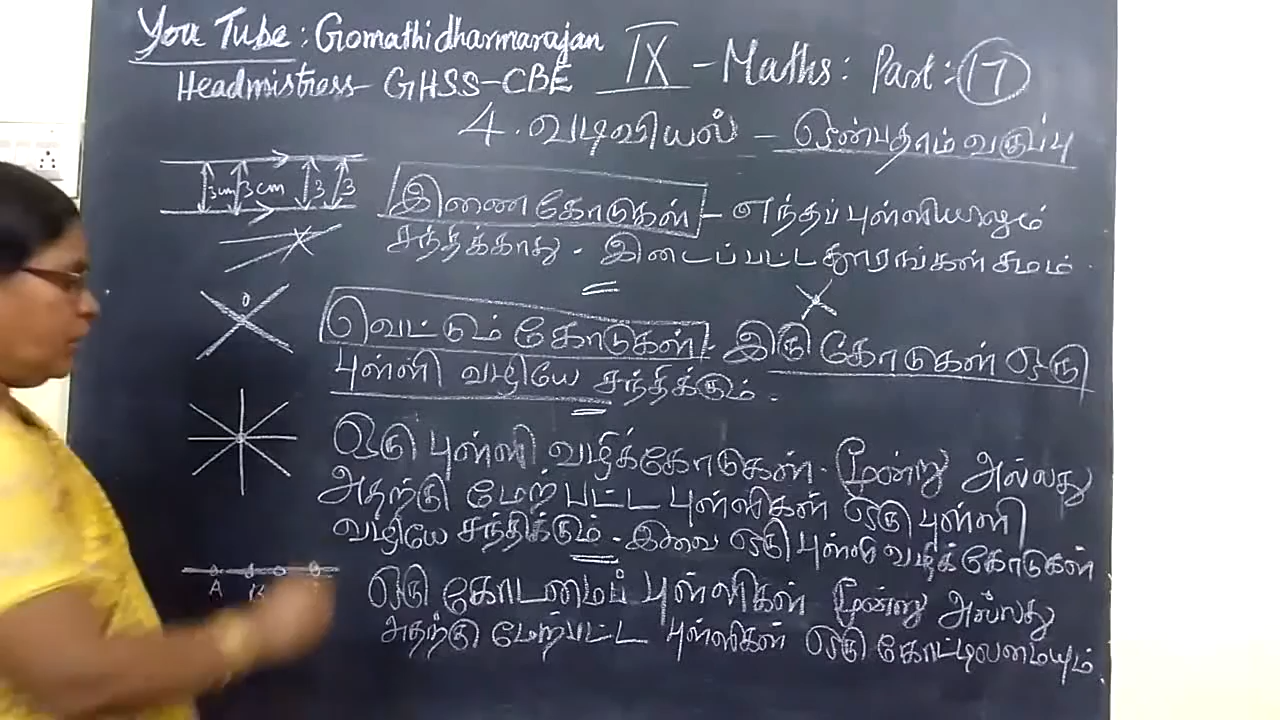 You Tube: Gomathidharmarajan
Headmistress - GHSS-CBE
IX - Maths: Part: 17
4. வடிவியல் - ஒன்பதாம் வகுப்பு
3cm 3cm 3 3
இணை கோடுகள் - எந்தப் புள்ளியிலும்
சந்திக்காது. இடைப்பட்ட தூரங்கள் சமம்.
0
வெட்டும் கோடுகள் - இரு கோடுகள் ஒரு
புள்ளி வழியே சந்திக்கும்.
ஒரு புள்ளி வழிக்கோடுகள். மூன்று அல்லது
அதற்கு மேற்பட்ட புள்ளிகள் ஒரு புள்ளி
வழியே சந்திக்கும். இவை ஒரு புள்ளி வழிக்கோடுகள்
A
ஒரு கோடமைப் புள்ளிகள் மூன்று அல்லது
அதற்கு மேற்பட்ட புள்ளிகள் ஒரு கோட்டிலமையும்.